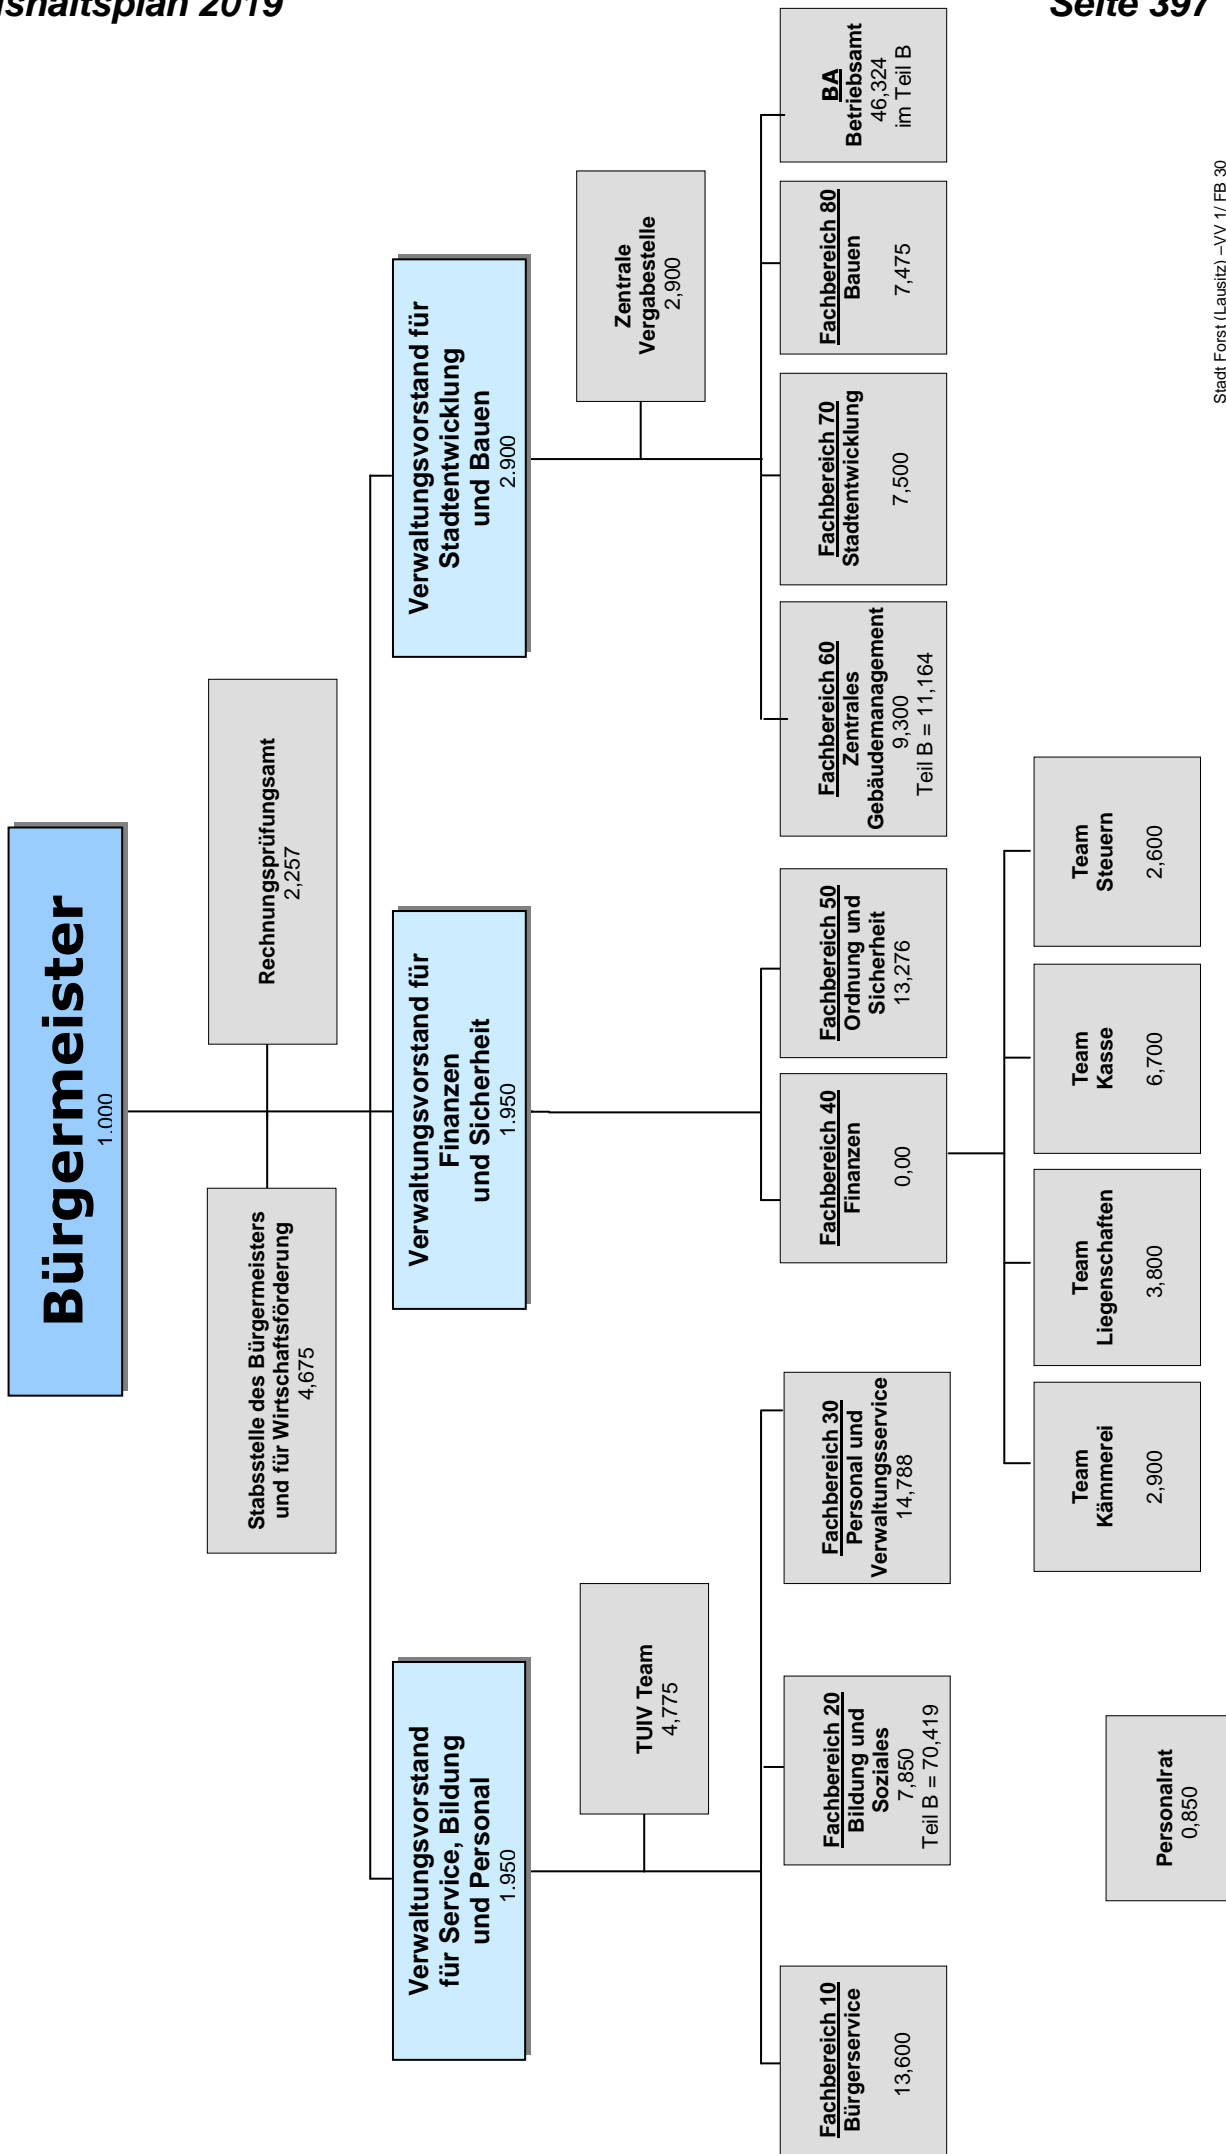 ushaltsplan 2019
Seite 397
Bürgermeister
1.000
Stabsstelle des Bürgermeisters
und für Wirtschaftsförderung
4,675
Rechnungsprüfungsamt
2,257
Verwaltungsvorstand
für Service, Bildung
und Personal
1.950
Verwaltungsvorstand für
Finanzen
und Sicherheit
1.950
Verwaltungsvorstand für
Stadtentwicklung
und Bauen
2.900
TUIV Team
4,775
Zentrale
Vergabestelle
2,900
Fachbereich 10
Bürgerservice
13,600
Fachbereich 20
Bildung und
Soziales
7,850
Teil B = 70,419
Fachbereich 30
Personal und
Verwaltungsservice
14,788
Fachbereich 40
Finanzen
0,00
Fachbereich 50
Ordnung und
Sicherheit
13,276
Fachbereich 60
Zentrales
Gebäudemanagement
9,300
Teil B = 11,164
Fachbereich 70
Stadtentwicklung
7,500
Fachbereich 80
Bauen
7,475
BA
Betriebsamt
46,324
im Teil B
Team
Kämmerei
2,900
Team
Liegenschaften
3,800
Team
Kasse
6,700
Team
Steuern
2,600
Personalrat
0,850
Stadt Forst (Lausitz) – VV 1/ FB 30